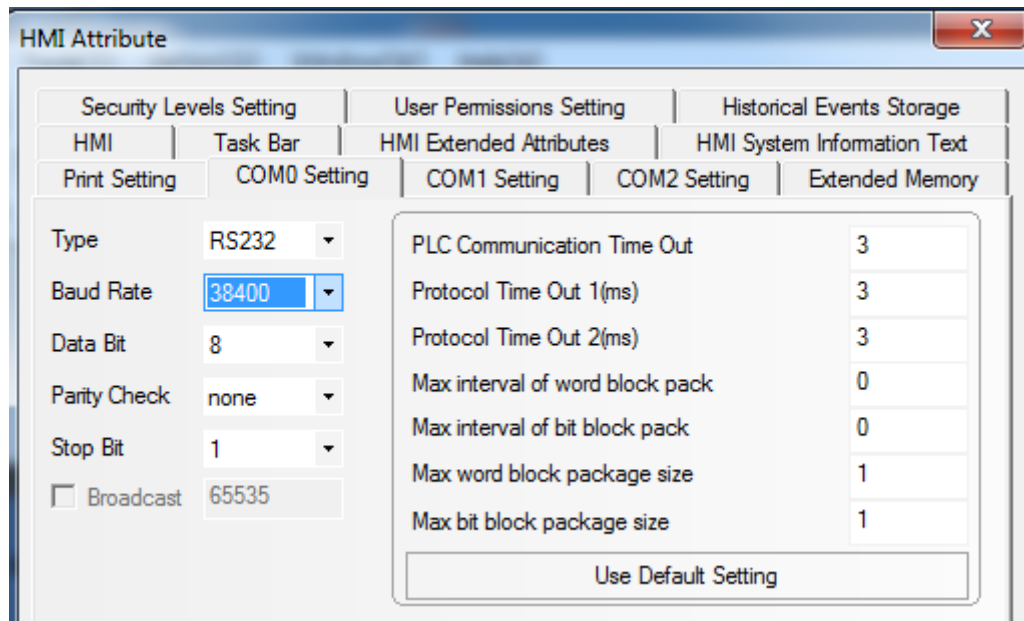 HMI Attribute
Security Levels Setting User Permissions Setting Historical Events Storage
HMI Task Bar HMI Extended Attributes HMI System Information Text
Print Setting COM0 Setting COM1 Setting COM2 Setting Extended Memory
Type RS232
Baud Rate 38400
Data Bit 8
Parity Check none
Stop Bit 1
Broadcast 65535
PLC Communication Time Out 3
Protocol Time Out 1(ms) 3
Protocol Time Out 2(ms) 3
Max interval of word block pack 0
Max interval of bit block pack 0
Max word block package size 1
Max bit block package size 1
Use Default Setting